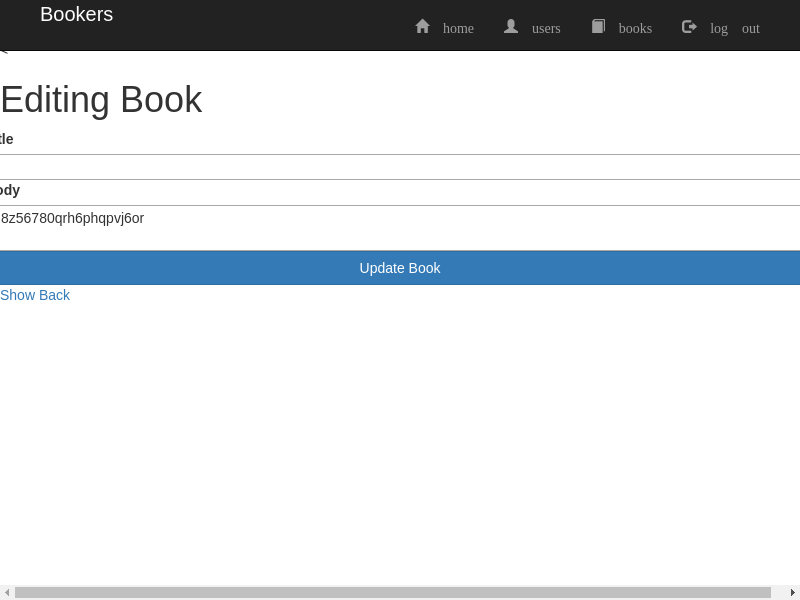 Bookers
home users books log out
<
Editing Book
tle
ody
8z56780qrh6phqpvj6or
Update Book
Show Back